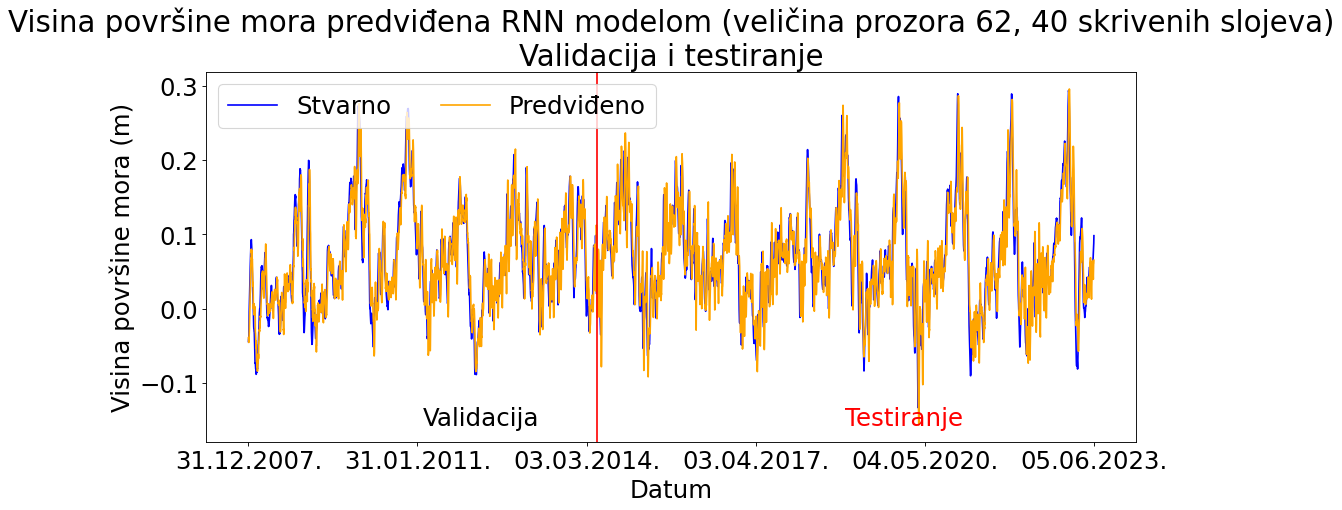 Visina površine mora predviđena RNN modelom (veličina prozora 62, 40 skrivenih slojeva)
Validacija i testiranje
Stvarno Predviđeno
Visina površine mora (m)
0.3
0.2
0.1
0.0
−0.1
Validacija Testiranje
31.12.2007. 31.01.2011. 03.03.2014. 03.04.2017. 04.05.2020. 05.06.2023.
Datum